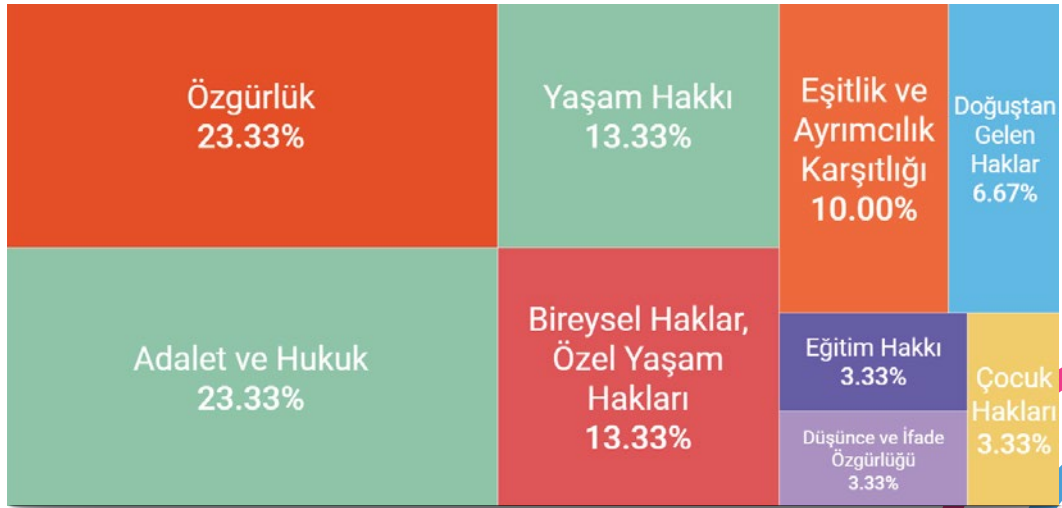 Özgürlük
23.33%
Yaşam Hakkı
13.33%
Eşitlik ve
Ayrımcılık
Karşıtlığı
10.00%
Doğuştan
Gelen
Haklar
6.67%
Adalet ve Hukuk
23.33%
Bireysel Haklar,
Özel Yaşam
Hakları
13.33%
Eğitim Hakkı
3.33%
Düşünce ve İfade
Özgürlüğü
3.33%
Çocuk
Hakları
3.33%